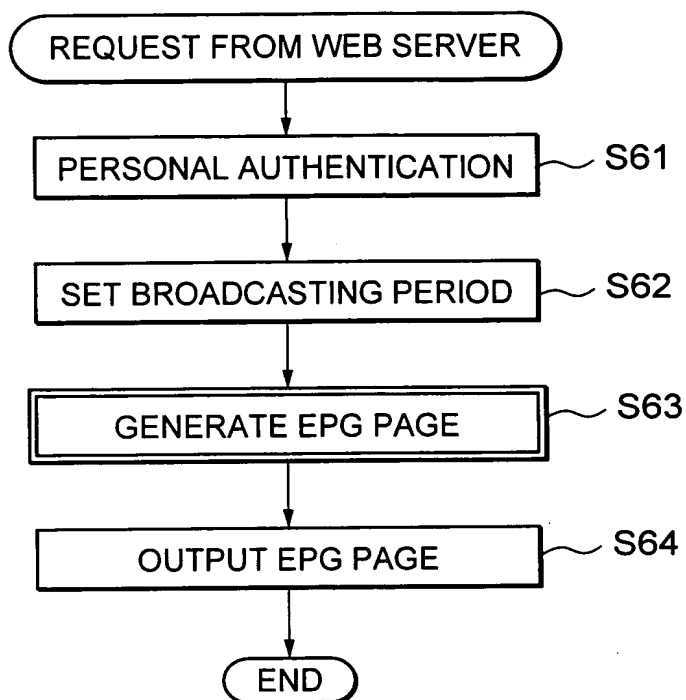 REQUEST FROM WEB SERVER
PERSONAL AUTHENTICATION S61
SET BROADCASTING PERIOD S62
GENERATE EPG PAGE S63
OUTPUT EPG PAGE S64
END